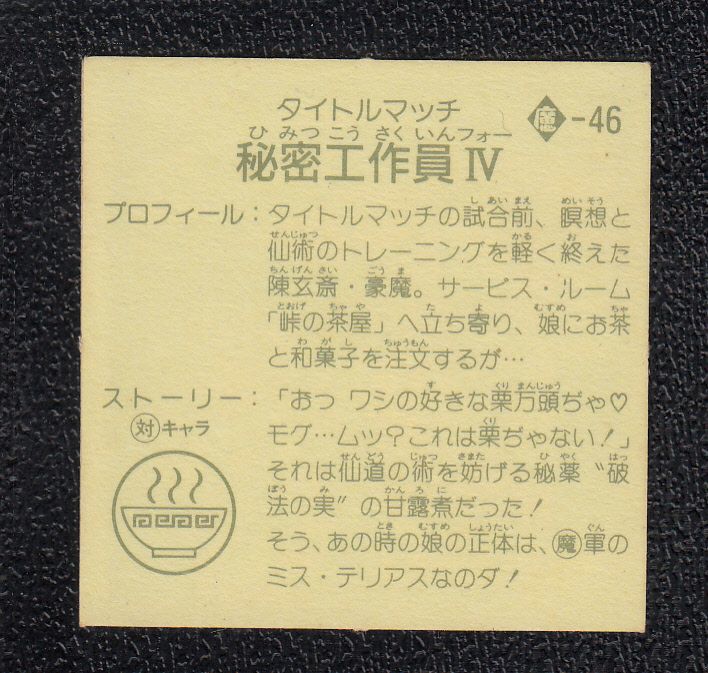 タイトルマッチ
魔-46
ひみつこうさくいんフォー
秘密工作員Ⅳ
プロフィール：タイトルマッチの試合前、瞑想と
仙術のトレーニングを軽く終えた
陳玄斎・豪魔。サービス・ルーム
「峠の茶屋」へ立ち寄り、娘にお茶
と和菓子を注文するが…
ストーリー：「おっ ワシの好きな栗万頭ぢゃ♡
モグ…ムッ？これは栗ぢゃない！」
それは仙道の術を妨げる秘薬〝破
法の実〟の甘露煮だった！
そう、あの時の娘の正体は、魔軍の
ミス・テリアスなのダ！
対キャラ